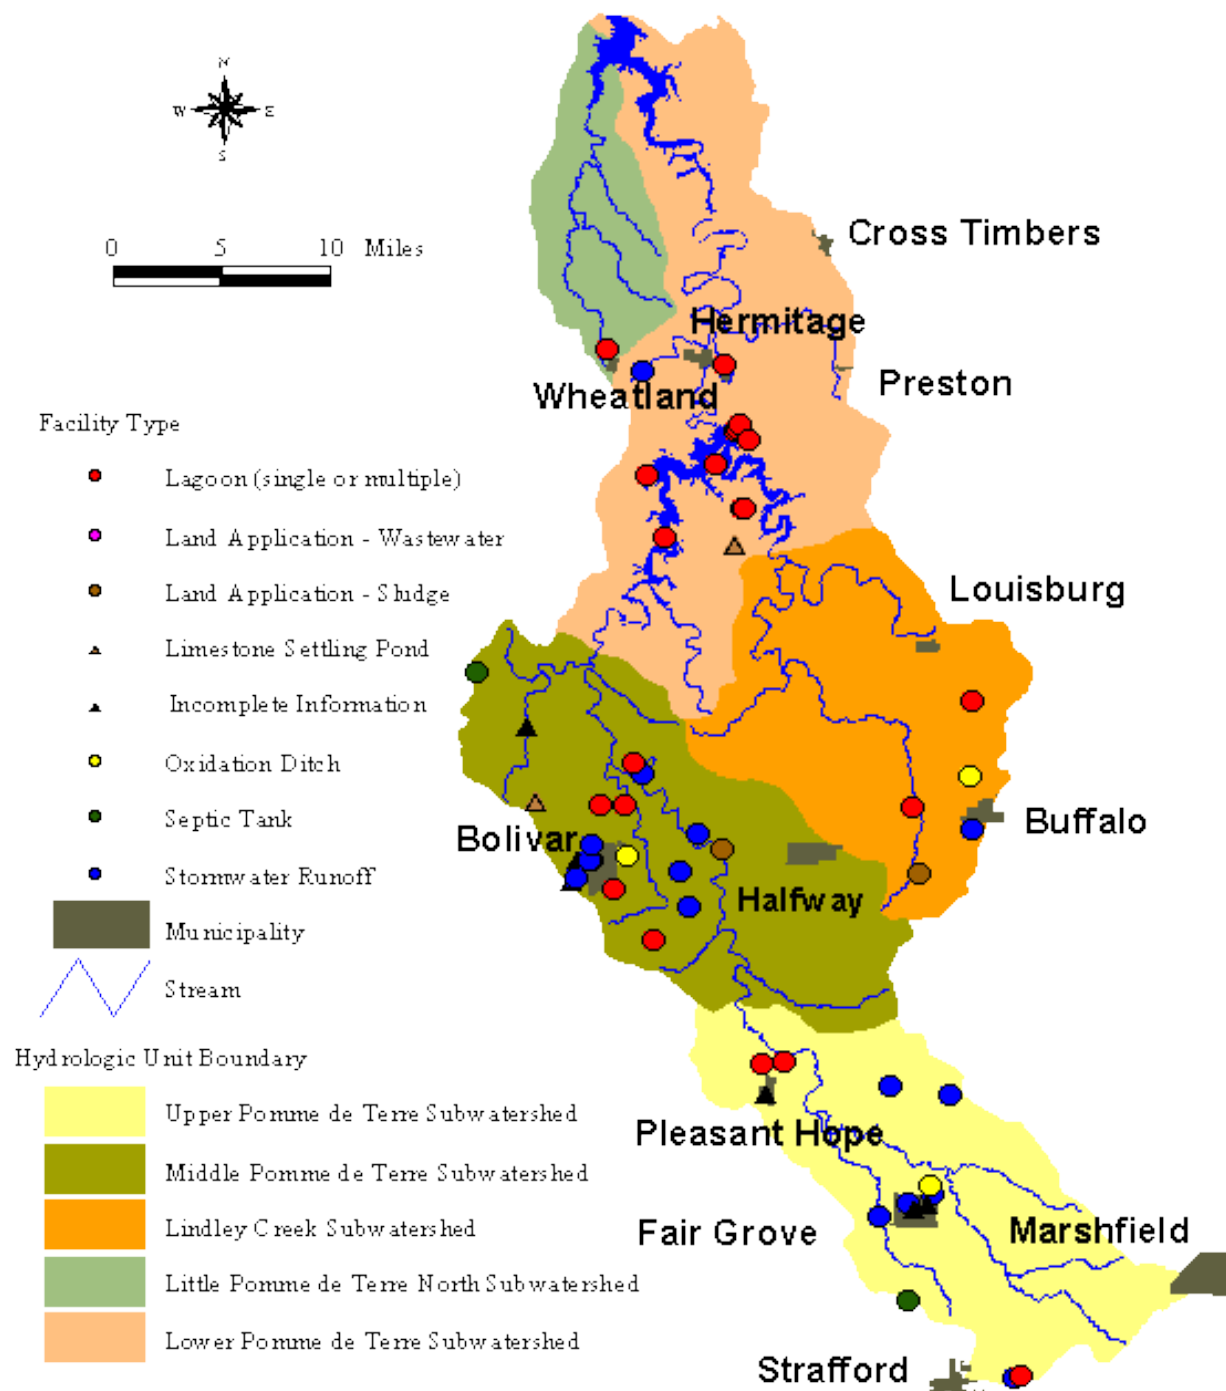 N
W E
S
0 5 10 Miles
Cross Timbers
Hermitage
Preston
Wheatland
Facility Type
Lagoon (single or multiple)
Land Application - Wastewater
Land Application - Sludge
Limestone Settling Pond
Incomplete Information
Oxidation Ditch
Septic Tank
Stormwater Runoff
Municipality
Stream
Louisburg
Buffalo
Bolivar
Halfway
Hydrologic Unit Boundary
Upper Pomme de Terre Subwatershed
Middle Pomme de Terre Subwatershed
Lindley Creek Subwatershed
Little Pomme de Terre North Subwatershed
Lower Pomme de Terre Subwatershed
Pleasant Hope
Fair Grove
Marshfield
Strafford